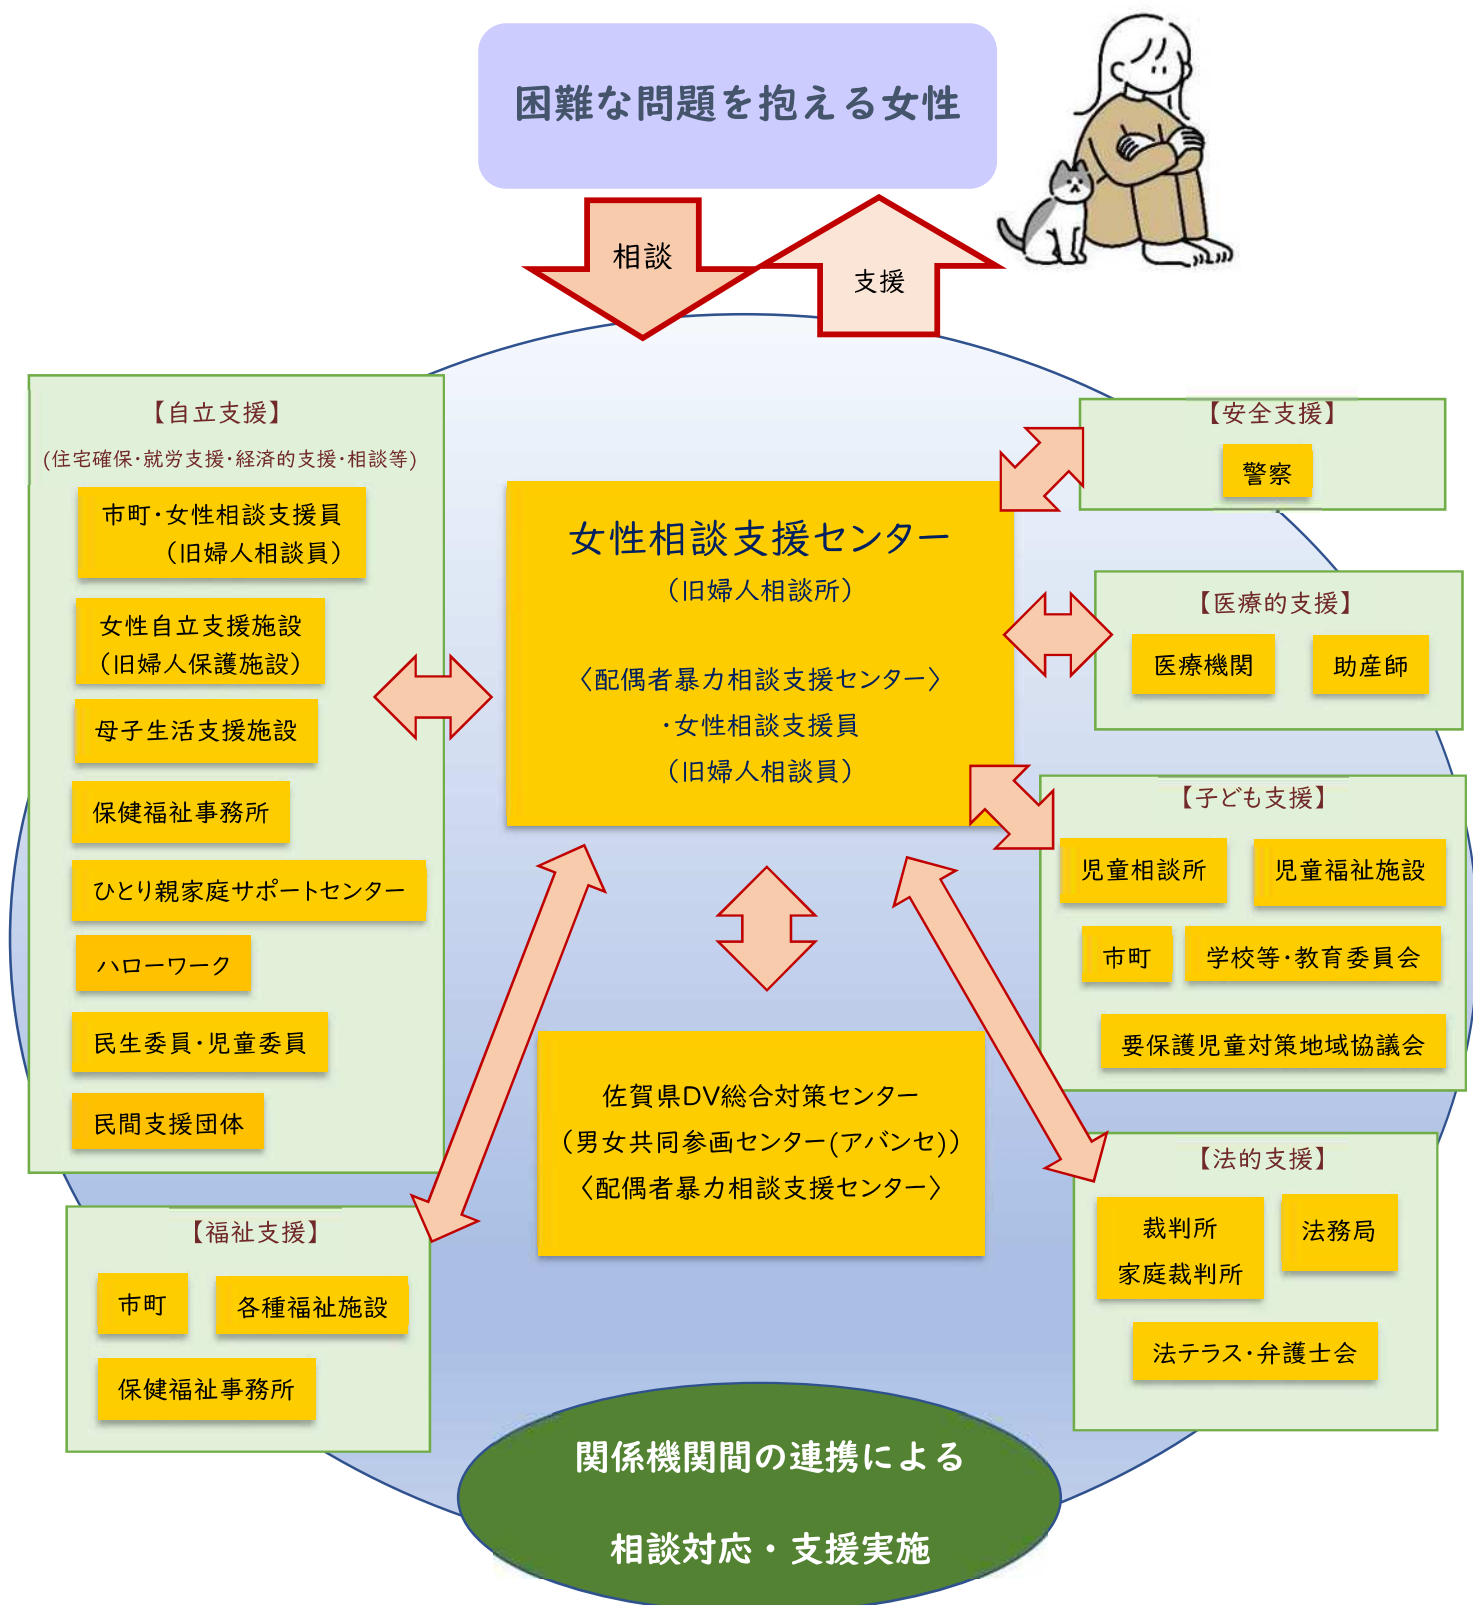 困難な問題を抱える女性
相談
支援
【自立支援】
(住宅確保・就労支援・経済的支援・相談等)
市町・女性相談支援員
(旧婦人相談員)
女性自立支援施設
(旧婦人保護施設)
母子生活支援施設
保健福祉事務所
ひとり親家庭サポートセンター
ハローワーク
民生委員・児童委員
民間支援団体
【福祉支援】
市町
各種福祉施設
保健福祉事務所
女性相談支援センター
(旧婦人相談所)
〈配偶者暴力相談支援センター〉
・女性相談支援員
(旧婦人相談員)
佐賀県DV総合対策センター
(男女共同参画センター(アバンセ))
〈配偶者暴力相談支援センター〉
【安全支援】
警察
【医療的支援】
医療機関
助産師
【子ども支援】
児童相談所
児童福祉施設
市町
学校等・教育委員会
要保護児童対策地域協議会
【法的支援】
裁判所
家庭裁判所
法務局
法テラス・弁護士会
関係機関間の連携による
相談対応・支援実施